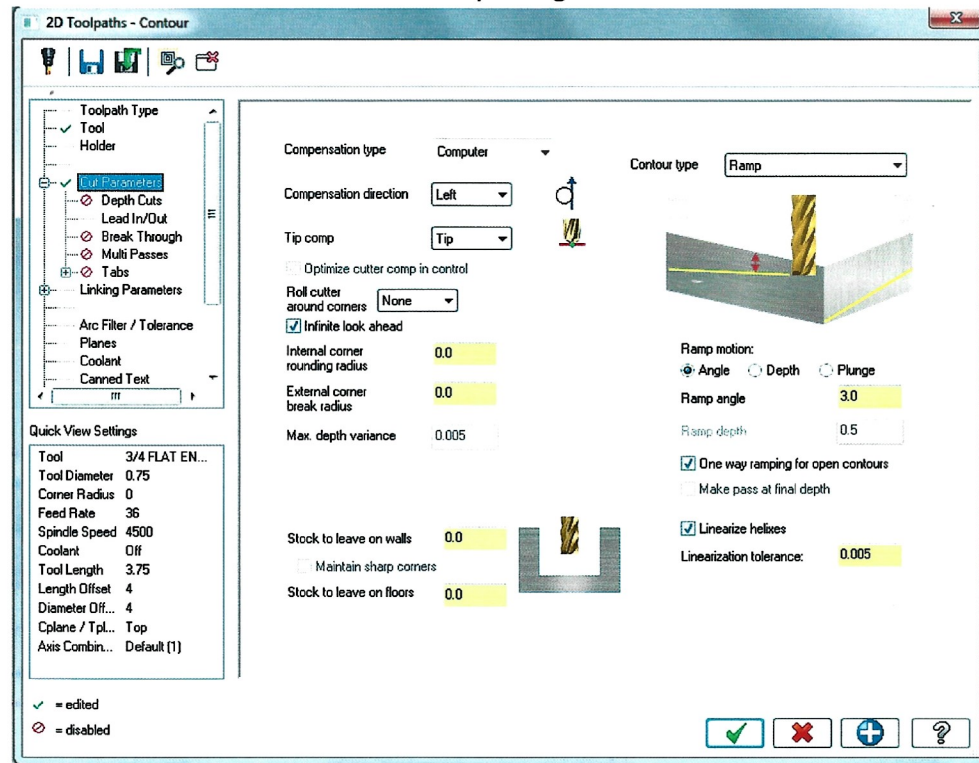 2D Toolpaths - Contour
Toolpath Type
Tool
Holder
Cut Parameters
Depth Cuts
Lead In/Out
Break Through
Multi Passes
Tabs
Linking Parameters
Arc Filter / Tolerance
Planes
Coolant
Canned Text
Quick View Settings
Tool 3/4 FLAT EN...
Tool Diameter 0.75
Corner Radius 0
Feed Rate 36
Spindle Speed 4500
Coolant Off
Tool Length 3.75
Length Offset 4
Diameter Off... 4
Cplane / Tpl... Top
Axis Combin... Default (1)
= edited
= disabled
Compensation type Computer
Compensation direction Left
Tip comp Tip
Optimize cutter comp in control
Roll cutter
around corners None
Infinite look ahead
Internal corner
rounding radius 0.0
External corner
break radius 0.0
Max. depth variance 0.005
Stock to leave on walls 0.0
Maintain sharp corners
Stock to leave on floors 0.0
Contour type Ramp
Ramp motion:
Angle Depth Plunge
Ramp angle 3.0
Ramp depth 0.5
One way ramping for open contours
Make pass at final depth
Linearize helixes
Linearization tolerance: 0.005